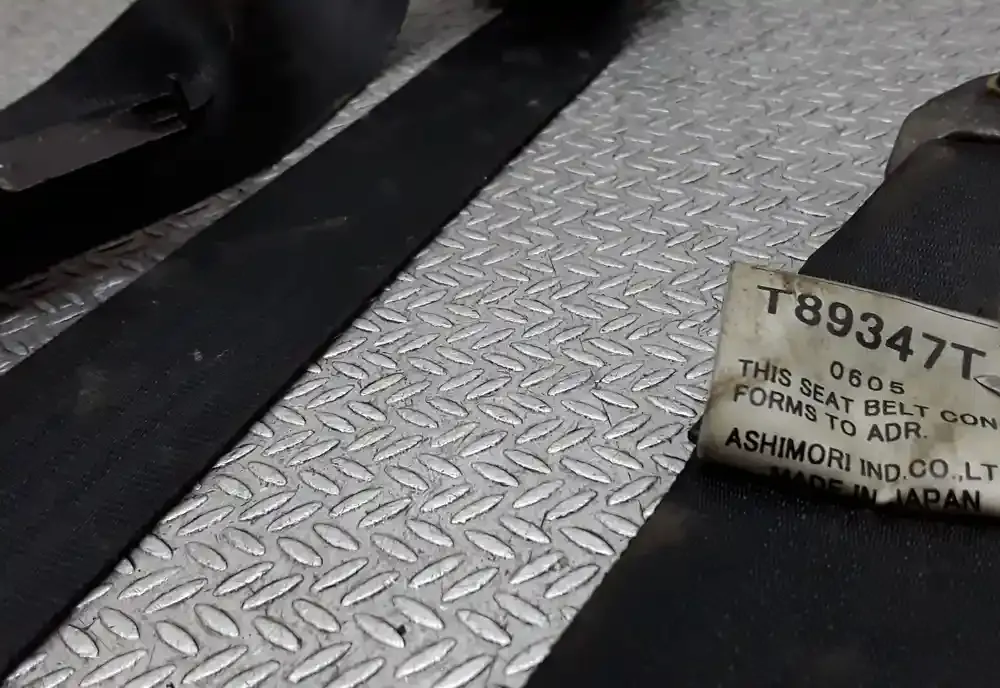 T89347T
0605
THIS SEAT BELT CON
FORMS TO ADR.
ASHIMORI IND.CO.,LT
MADE IN JAPAN